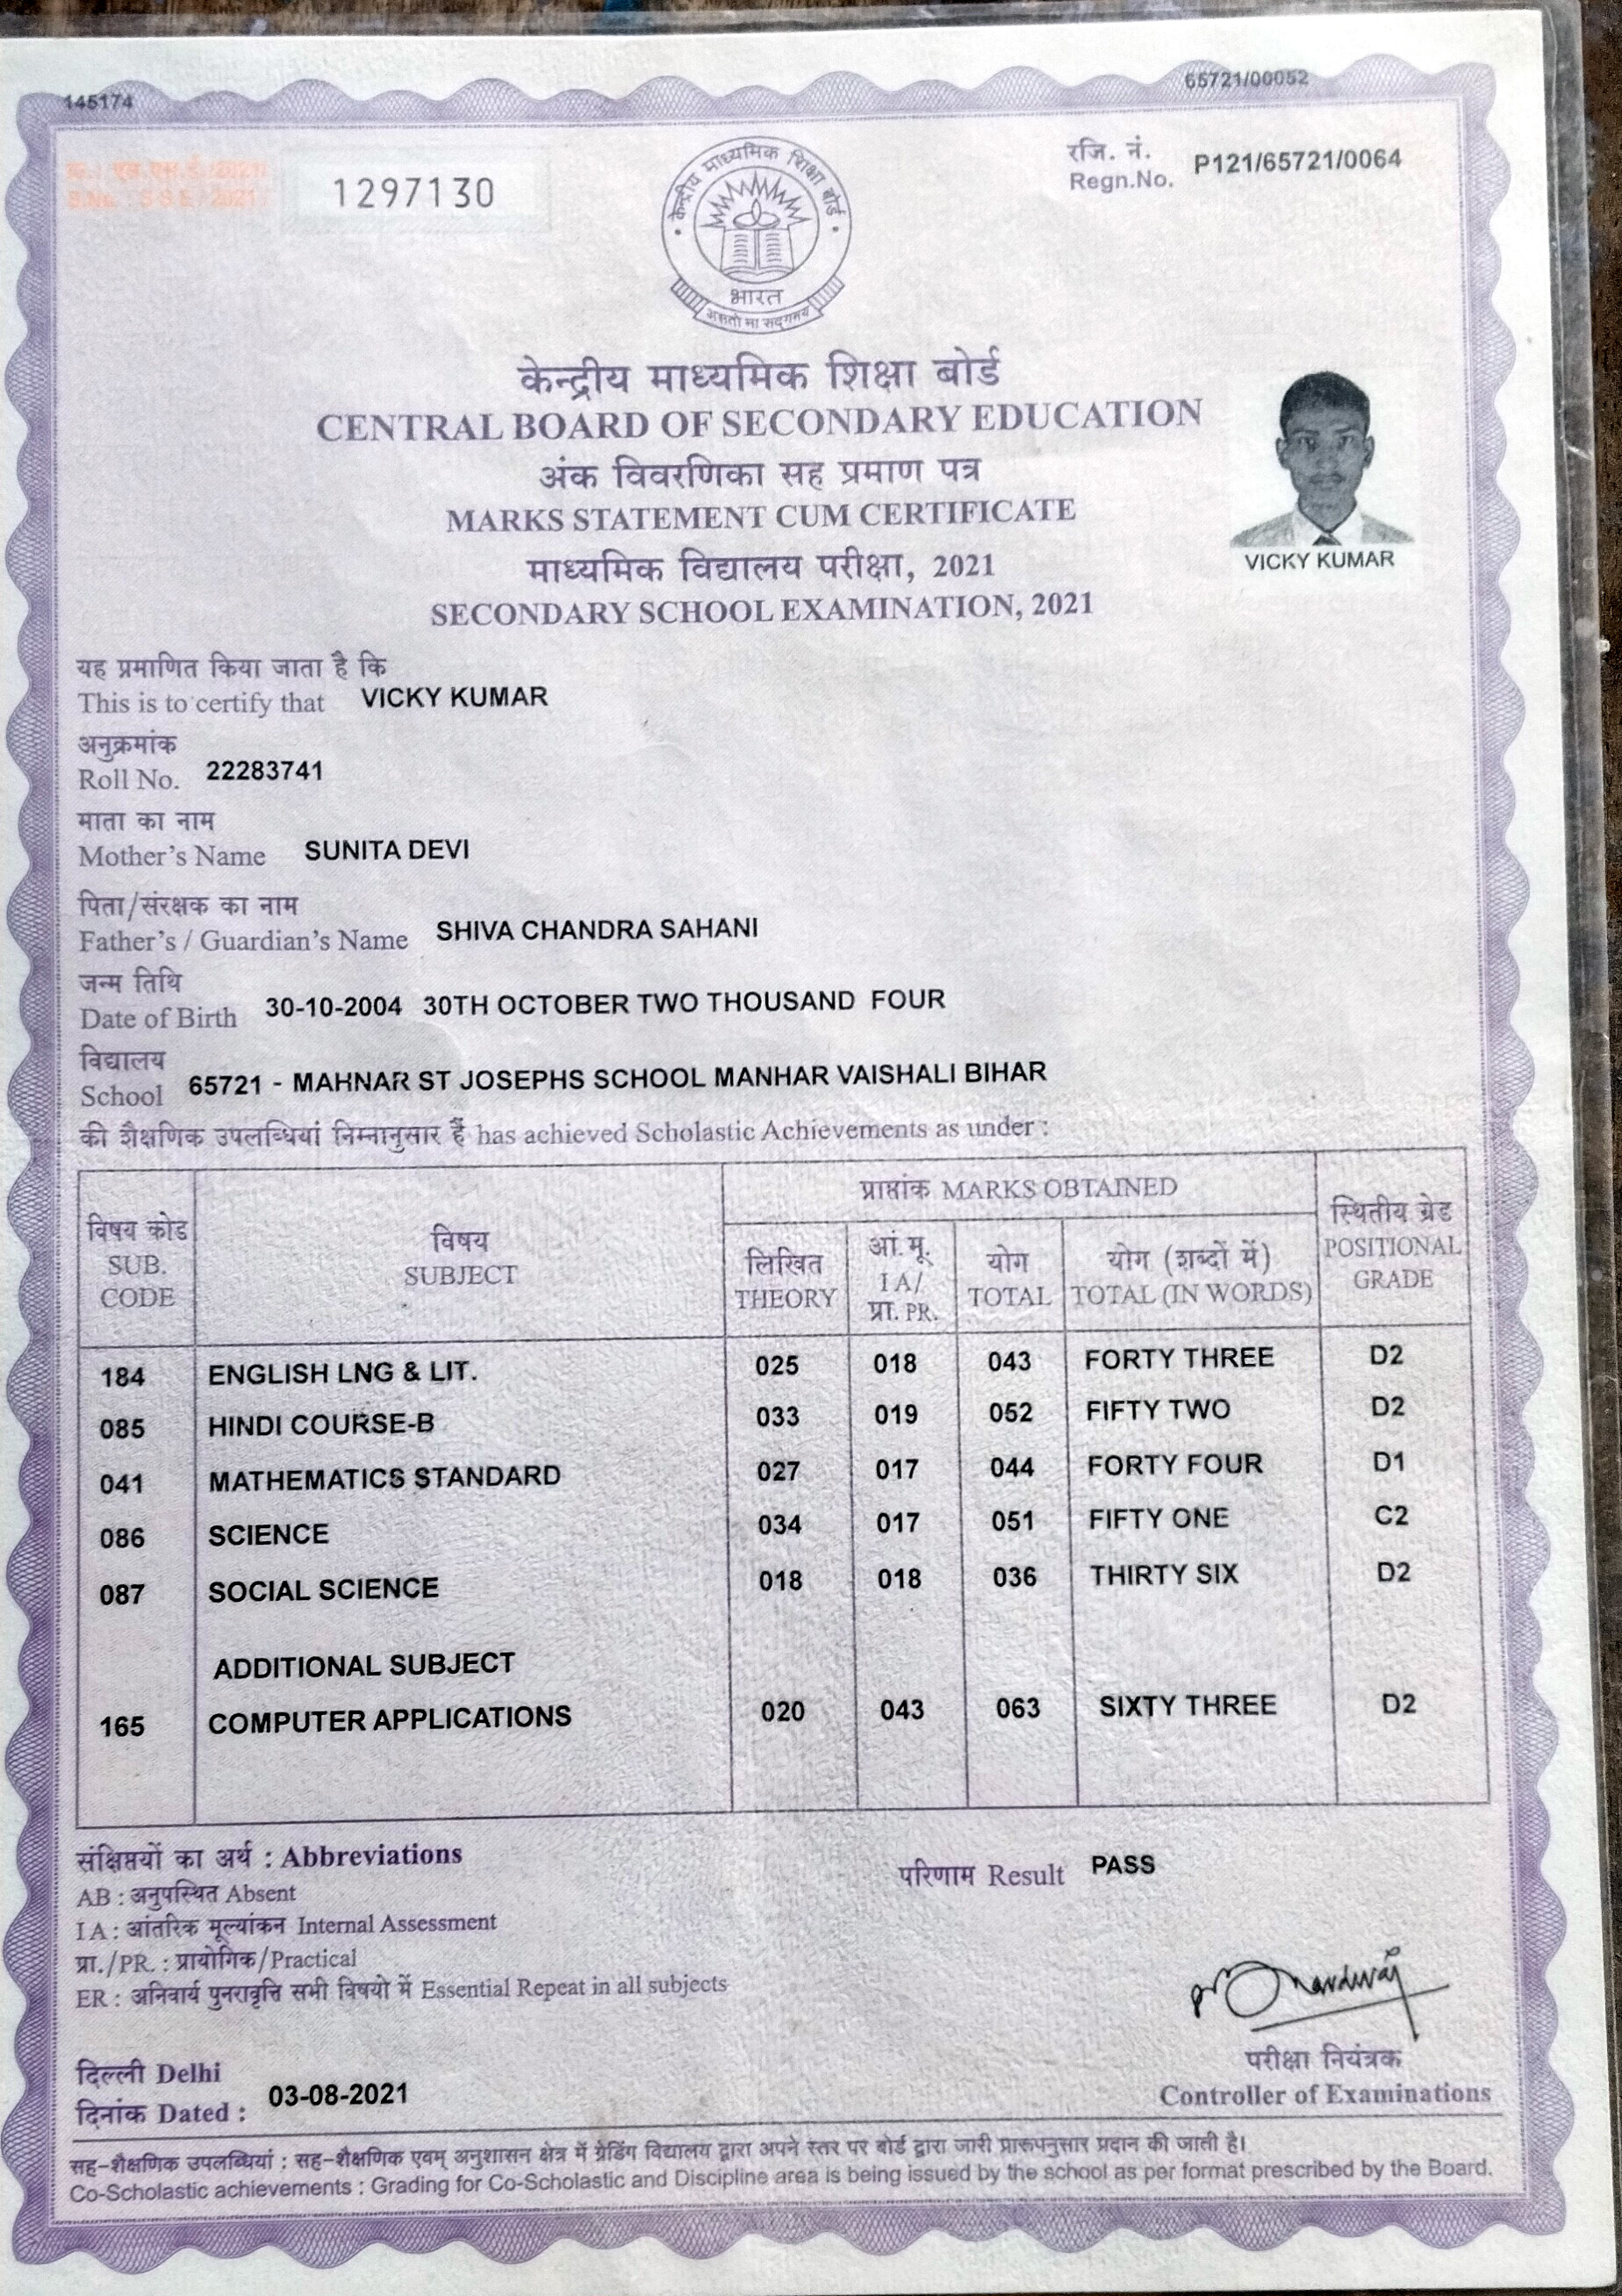 145174
65721/00052
क्र. : एस.एस.ई./2021/
S.No. : S S E / 2021 /
1297130
रजि. नं.
Regn.No. P121/65721/0064
केन्द्रीय माध्यमिक शिक्षा बोर्ड
भारत
असतो मा सद्गमय
केन्द्रीय माध्यमिक शिक्षा बोर्ड
CENTRAL BOARD OF SECONDARY EDUCATION
अंक विवरणिका सह प्रमाण पत्र
MARKS STATEMENT CUM CERTIFICATE
माध्यमिक विद्यालय परीक्षा, 2021
SECONDARY SCHOOL EXAMINATION, 2021
VICKY KUMAR
यह प्रमाणित किया जाता है कि
This is to certify that VICKY KUMAR
अनुक्रमांक
Roll No. 22283741
माता का नाम
Mother's Name SUNITA DEVI
पिता/संरक्षक का नाम
Father's / Guardian's Name SHIVA CHANDRA SAHANI
जन्म तिथि
Date of Birth 30-10-2004 30TH OCTOBER TWO THOUSAND FOUR
विद्यालय
School 65721 - MAHNAR ST JOSEPHS SCHOOL MANHAR VAISHALI BIHAR
की शैक्षणिक उपलब्धियां निम्नानुसार हैं has achieved Scholastic Achievements as under :
विषय कोड
SUB.
CODE
विषय
SUBJECT
प्राप्तांक MARKS OBTAINED
लिखित
THEORY
आं.मू.
I A/
प्रा. PR.
योग
TOTAL
योग (शब्दों में)
TOTAL (IN WORDS)
स्थितीय ग्रेड
POSITIONAL
GRADE
184 ENGLISH LNG & LIT. 025 018 043 FORTY THREE D2
085 HINDI COURSE-B 033 019 052 FIFTY TWO D2
041 MATHEMATICS STANDARD 027 017 044 FORTY FOUR D1
086 SCIENCE 034 017 051 FIFTY ONE C2
087 SOCIAL SCIENCE 018 018 036 THIRTY SIX D2
ADDITIONAL SUBJECT
165 COMPUTER APPLICATIONS 020 043 063 SIXTY THREE D2
संक्षिप्तयों का अर्थ : Abbreviations
AB : अनुपस्थित Absent
I A : आंतरिक मूल्यांकन Internal Assessment
प्रा./PR. : प्रायोगिक/Practical
ER : अनिवार्य पुनरावृत्ति सभी विषयो में Essential Repeat in all subjects
परिणाम Result PASS
दिल्ली Delhi
दिनांक Dated : 03-08-2021
परीक्षा नियंत्रक
Controller of Examinations
सह-शैक्षणिक उपलब्धियां : सह-शैक्षणिक एवम् अनुशासन क्षेत्र में ग्रेडिंग विद्यालय द्वारा अपने स्तर पर बोर्ड द्वारा जारी प्रारूपनुसार प्रदान की जाती है।
Co-Scholastic achievements : Grading for Co-Scholastic and Discipline area is being issued by the school as per format prescribed by the Board.